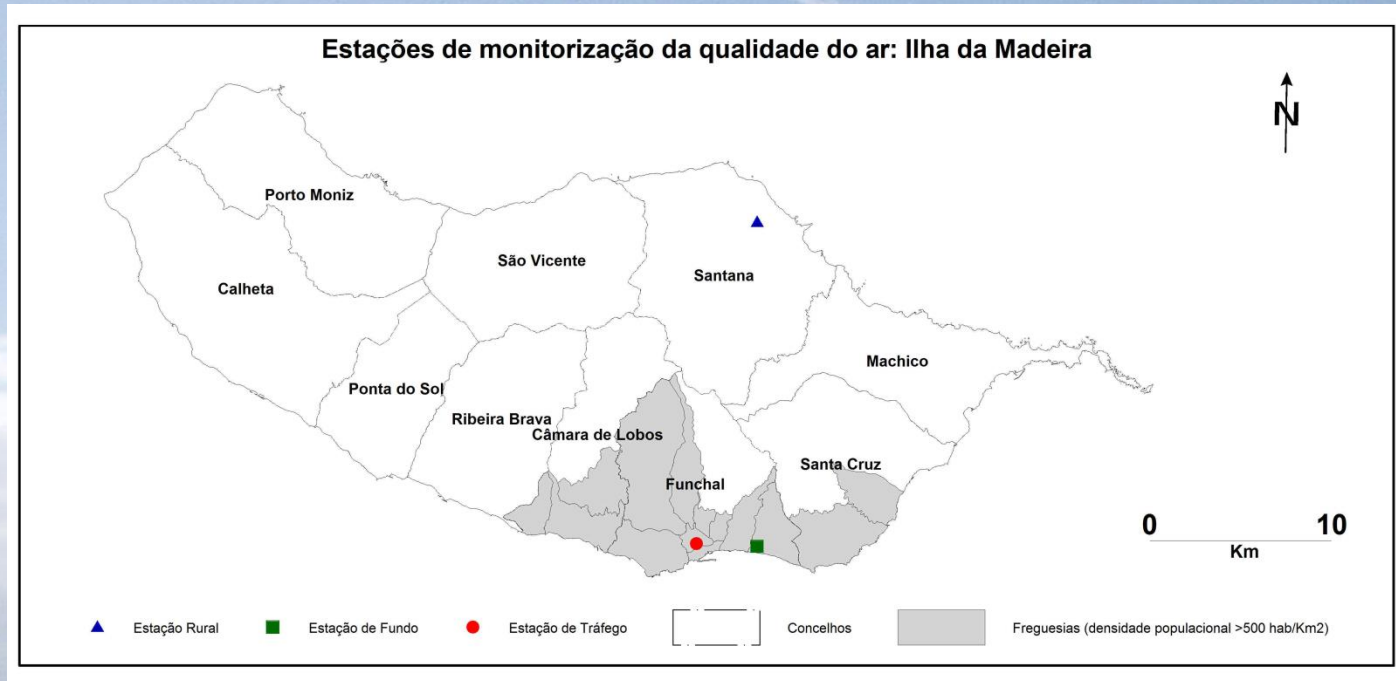 Estações de monitorização da qualidade do ar: Ilha da Madeira
N
Porto Moniz
São Vicente
Santana
Calheta
Machico
Ponta do Sol
Ribeira Brava
Câmara de Lobos
Santa Cruz
Funchal
0 10
Km
Estação Rural Estação de Fundo Estação de Tráfego Concelhos Freguesias (densidade populacional >500 hab/Km2)